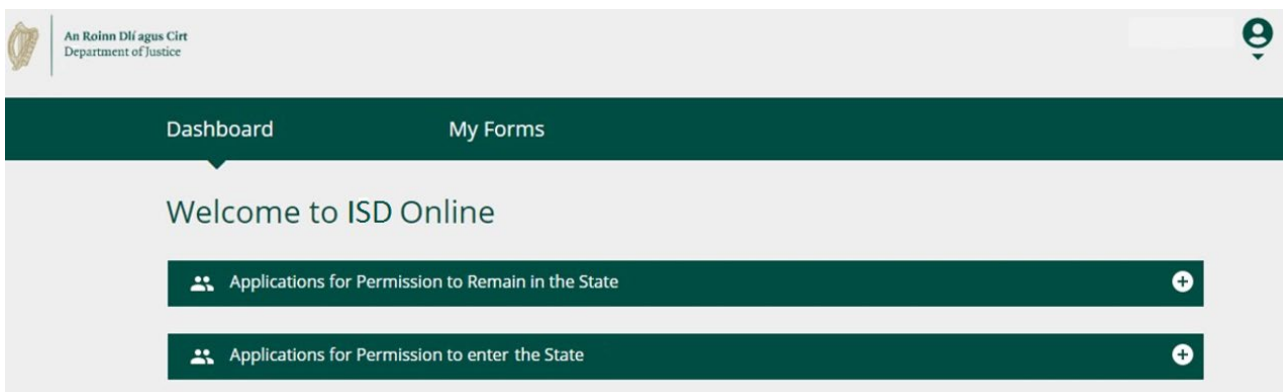 An Roinn Dlí agus Cirt
Department of Justice
Dashboard
My Forms
Welcome to ISD Online
Applications for Permission to Remain in the State
Applications for Permission to enter the State